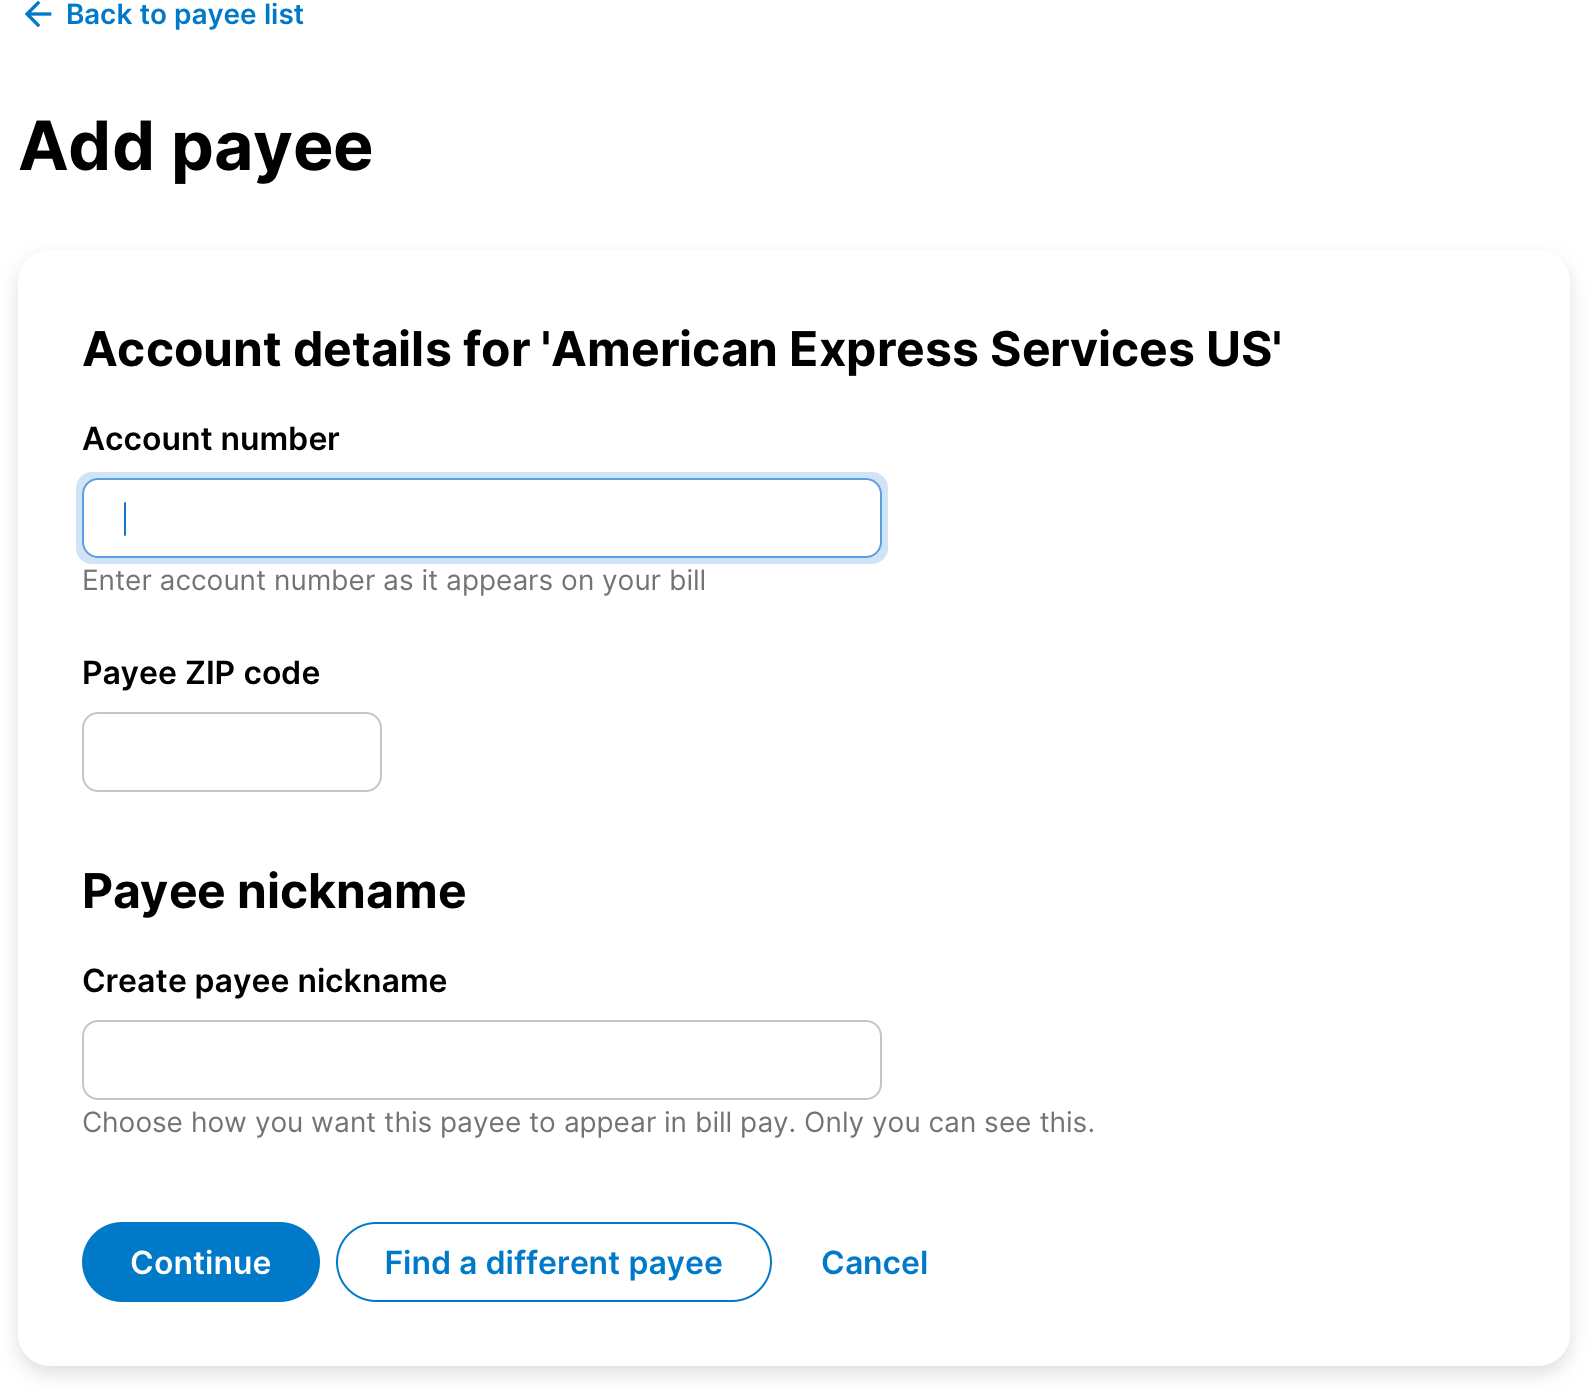 ← Back to payee list
Add payee
Account details for 'American Express Services US'
Account number
Enter account number as it appears on your bill
Payee ZIP code
Payee nickname
Create payee nickname
Choose how you want this payee to appear in bill pay. Only you can see this.
Continue
Find a different payee
Cancel